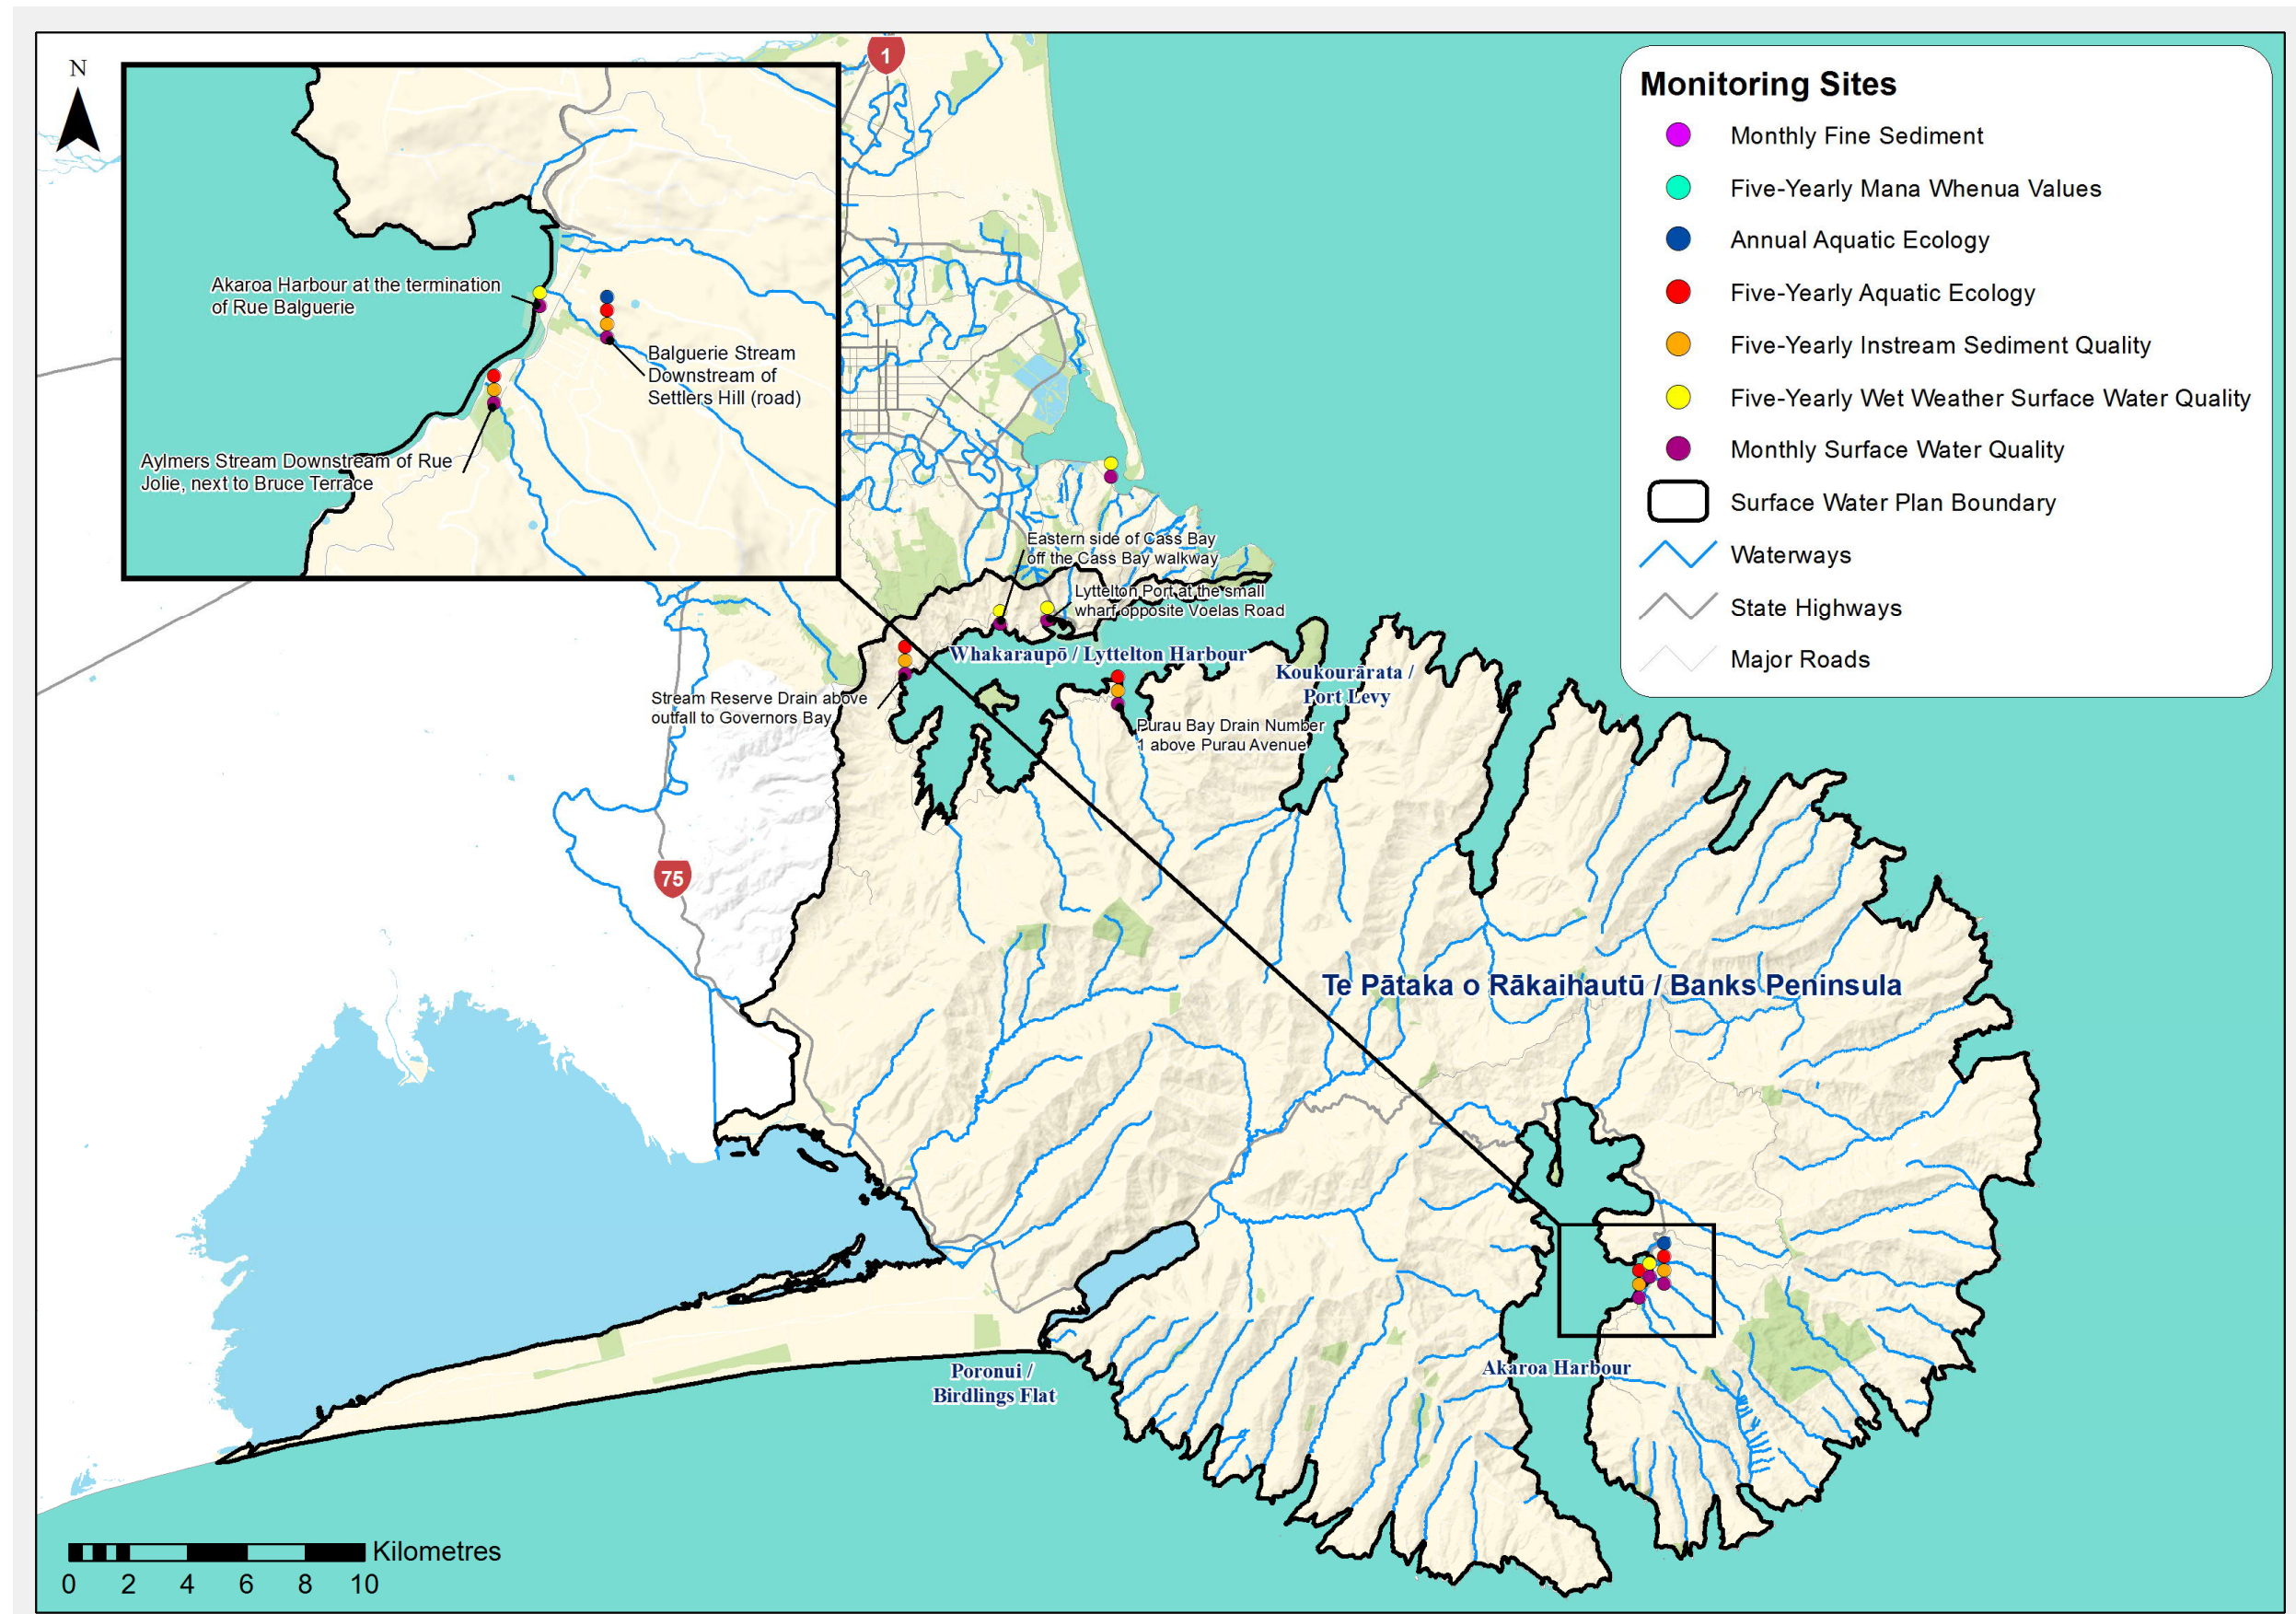 N
1
Monitoring Sites
Monthly Fine Sediment
Five-Yearly Mana Whenua Values
Annual Aquatic Ecology
Five-Yearly Aquatic Ecology
Five-Yearly Instream Sediment Quality
Five-Yearly Wet Weather Surface Water Quality
Monthly Surface Water Quality
Surface Water Plan Boundary
Waterways
State Highways
Major Roads
Akaroa Harbour at the termination
of Rue Balguerie
Balguerie Stream
Downstream of
Settlers Hill (road)
Aylmers Stream Downstream of Rue
Jolie, next to Bruce Terrace
Eastern side of Cass Bay
off the Cass Bay walkway
Lyttelton Port at the small
wharf opposite Voelas Road
Whakaraupō / Lyttelton Harbour
Koukourārata /
Port Levy
Stream Reserve Drain above
outfall to Governors Bay
Purau Bay Drain Number
1 above Purau Avenue
75
Te Pātaka o Rākaihautū / Banks Peninsula
Akaroa Harbour
Poronui /
Birdlings Flat
Kilometres
0 2 4 6 8 10